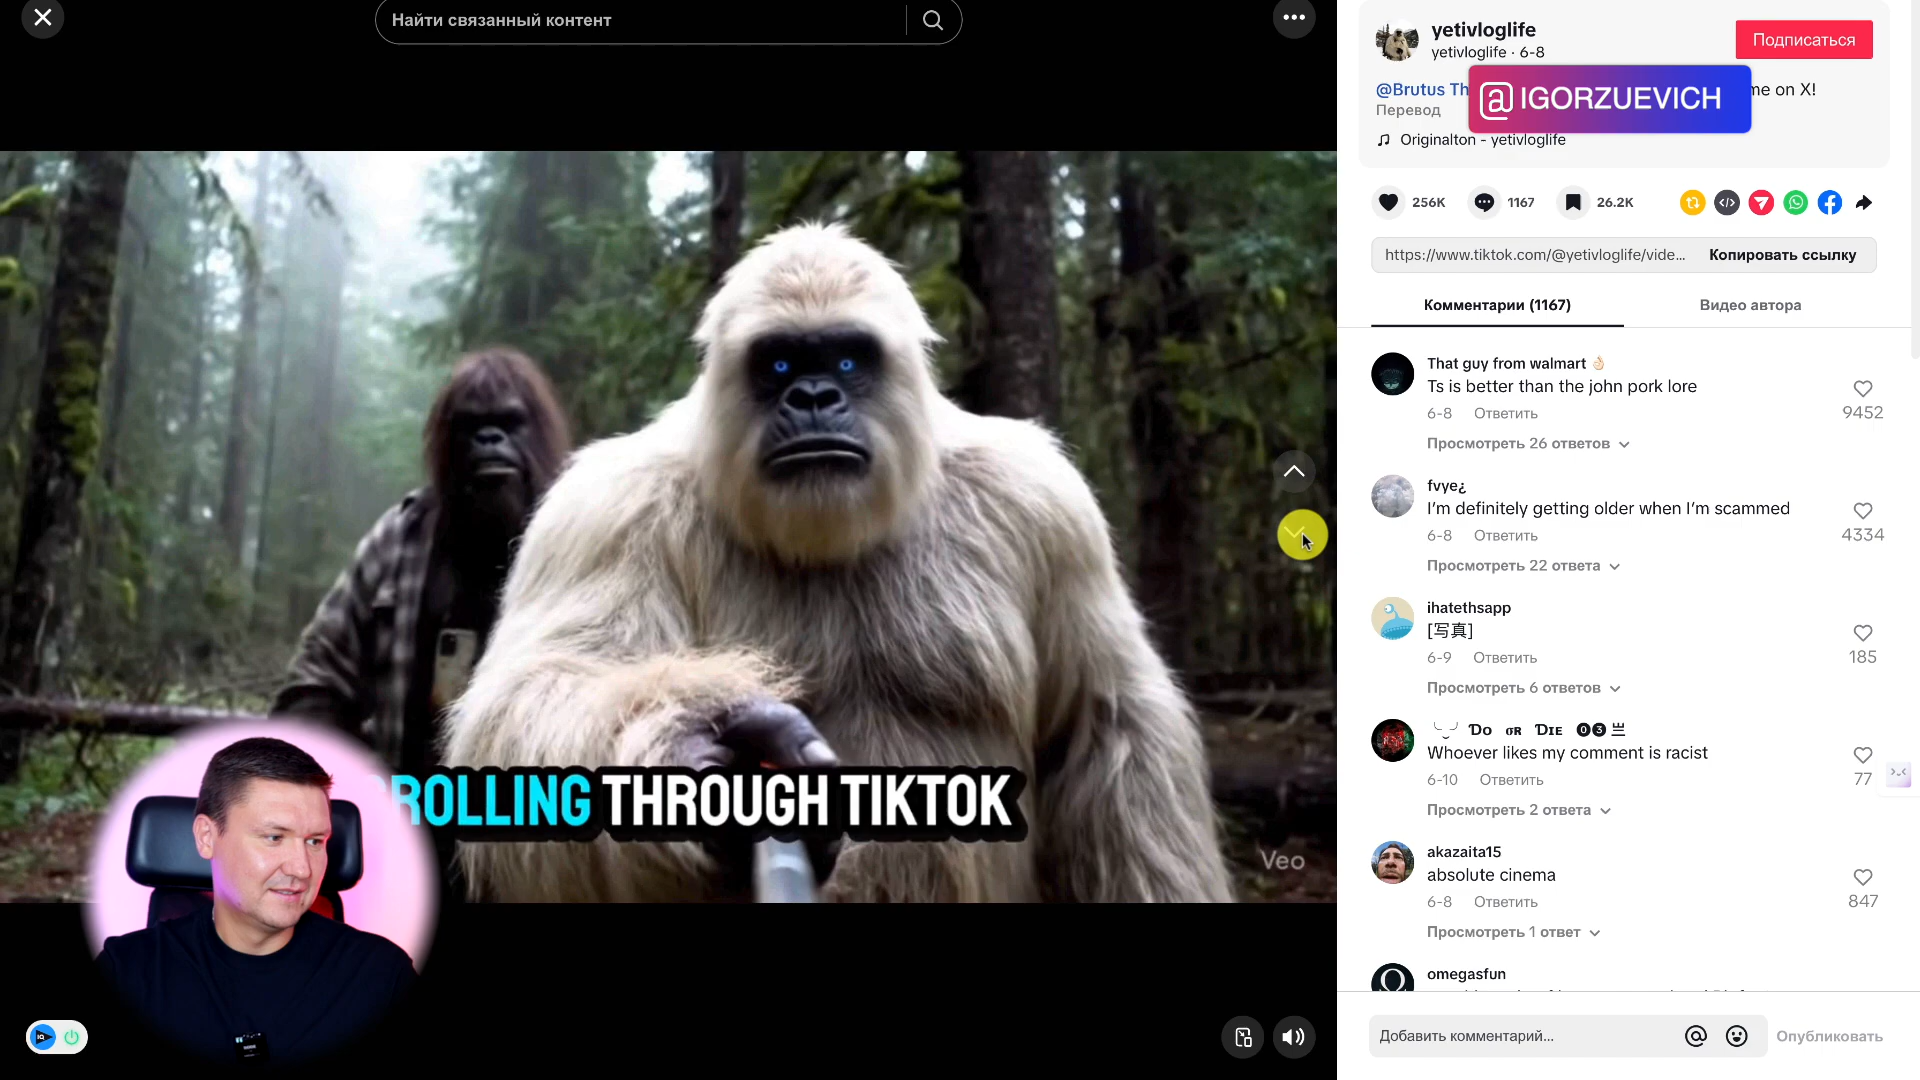 Найти связанный контент
ROLLING THROUGH TIKTOK
Veo
yetivloglife
yetivloglife · 6-8
Подписаться
@Brutus Th
me on X!
@IGORZUEVICH
Перевод
Originalton - yetivloglife
256K
1167
26.2K
https://www.tiktok.com/@yetivloglife/vide...
Копировать ссылку
Комментарии (1167)
Видео автора
That guy from walmart 👌🏻
Ts is better than the john pork lore
6-8 Ответить
9452
Просмотреть 26 ответов
fvye¿
I’m definitely getting older when I’m scammed
6-8 Ответить
4334
Просмотреть 22 ответа
ihatethsapp
[写真]
6-9 Ответить
185
Просмотреть 6 ответов
Ɗᴏ σʀ Ɗɪᴇ ⓿❸
Whoever likes my comment is racist
6-10 Ответить
77
Просмотреть 2 ответа
akazaita15
absolute cinema
6-8 Ответить
847
Просмотреть 1 ответ
omegasfun
Добавить комментарий...
Опубликовать